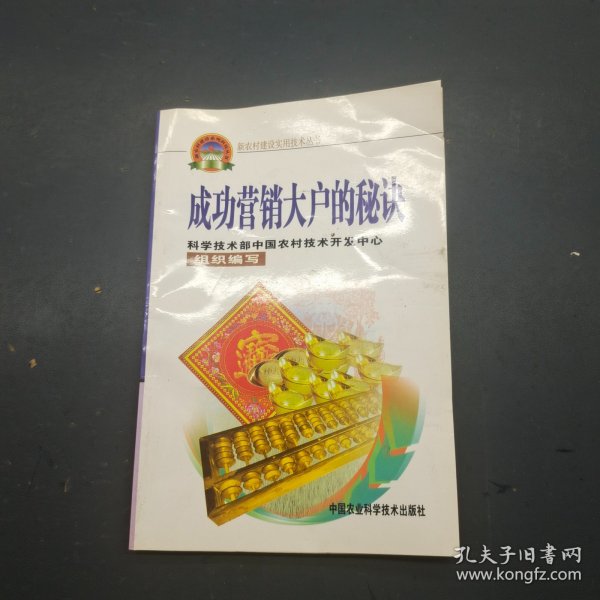 新农村建设实用技术丛书
成功营销大户的秘诀
科学技术部中国农村技术开发中心
组织编写
中国农业科学技术出版社
孔夫子旧书网
www.kongfz.com